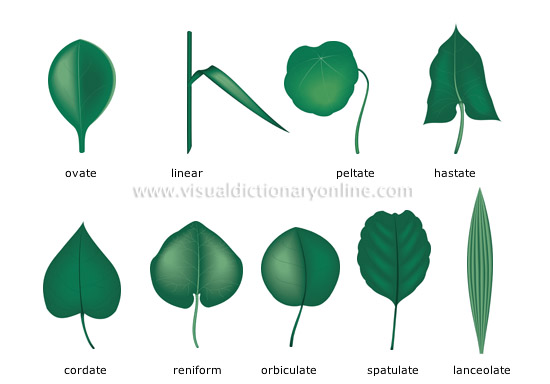 ovate linear peltate hastate
www.visualdictionaryonline.com
cordate reniform orbiculate spatulate lanceolate